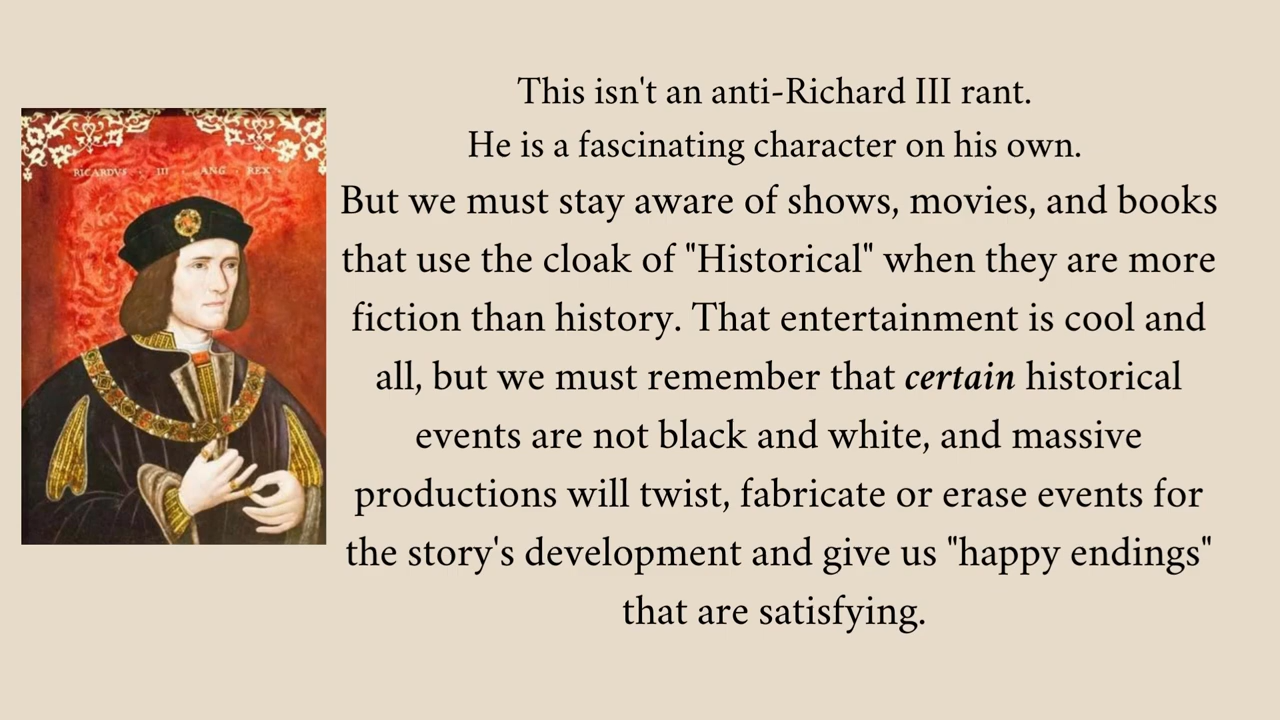 RICARDVS · III · ANG · REX
This isn't an anti-Richard III rant.
He is a fascinating character on his own.
But we must stay aware of shows, movies, and books
that use the cloak of "Historical" when they are more
fiction than history. That entertainment is cool and
all, but we must remember that certain historical
events are not black and white, and massive
productions will twist, fabricate or erase events for
the story's development and give us "happy endings"
that are satisfying.